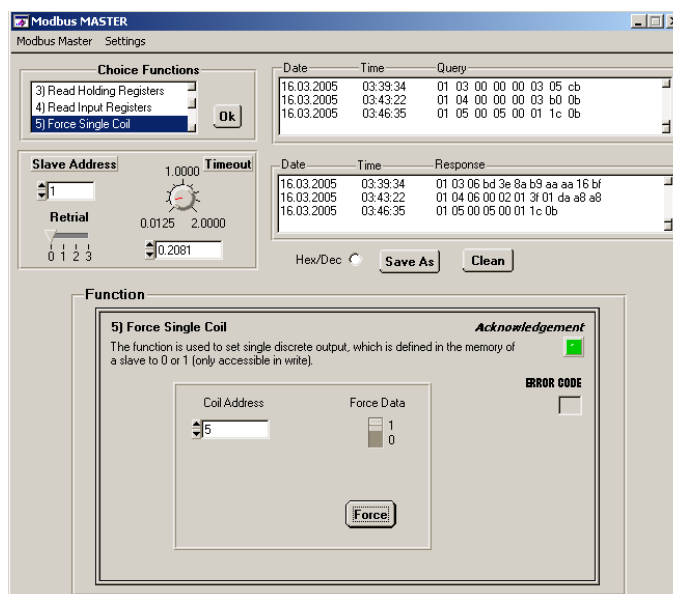 Modbus MASTER
Modbus Master Settings
Choice Functions
3) Read Holding Registers
4) Read Input Registers
5) Force Single Coil
Ok
Date Time Query
16.03.2005 03:39:34 01 03 00 00 00 03 05 cb
16.03.2005 03:43:22 01 04 00 00 00 03 b0 0b
16.03.2005 03:46:35 01 05 00 05 00 01 1c 0b
Slave Address
1
Retrial
0 1 2 3
Timeout
1.0000
0.0125 2.0000
0.2081
Date Time Response
16.03.2005 03:39:34 01 03 06 bd 3e 8a b9 aa aa 16 bf
16.03.2005 03:43:22 01 04 06 00 02 01 3f 01 da a8 a8
16.03.2005 03:46:35 01 05 00 05 00 01 1c 0b
Hex/Dec Save As Clean
Function
5) Force Single Coil
Acknowledgement
The function is used to set single discrete output, which is defined in the memory of
a slave to 0 or 1 (only accessible in write).
ERROR CODE
Coil Address Force Data
5
1
0
Force